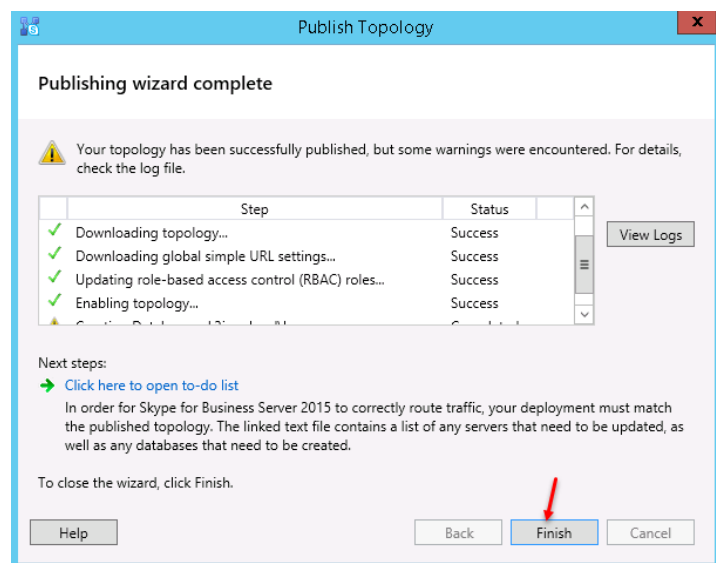 Publish Topology
x
Publishing wizard complete
Your topology has been successfully published, but some warnings were encountered. For details,
check the log file.
Step Status
Downloading topology... Success
View Logs
Downloading global simple URL settings... Success
Updating role-based access control (RBAC) roles... Success
Enabling topology... Success
Next steps:
Click here to open to-do list
In order for Skype for Business Server 2015 to correctly route traffic, your deployment must match
the published topology. The linked text file contains a list of any servers that need to be updated, as
well as any databases that need to be created.
To close the wizard, click Finish.
Help Back Finish Cancel